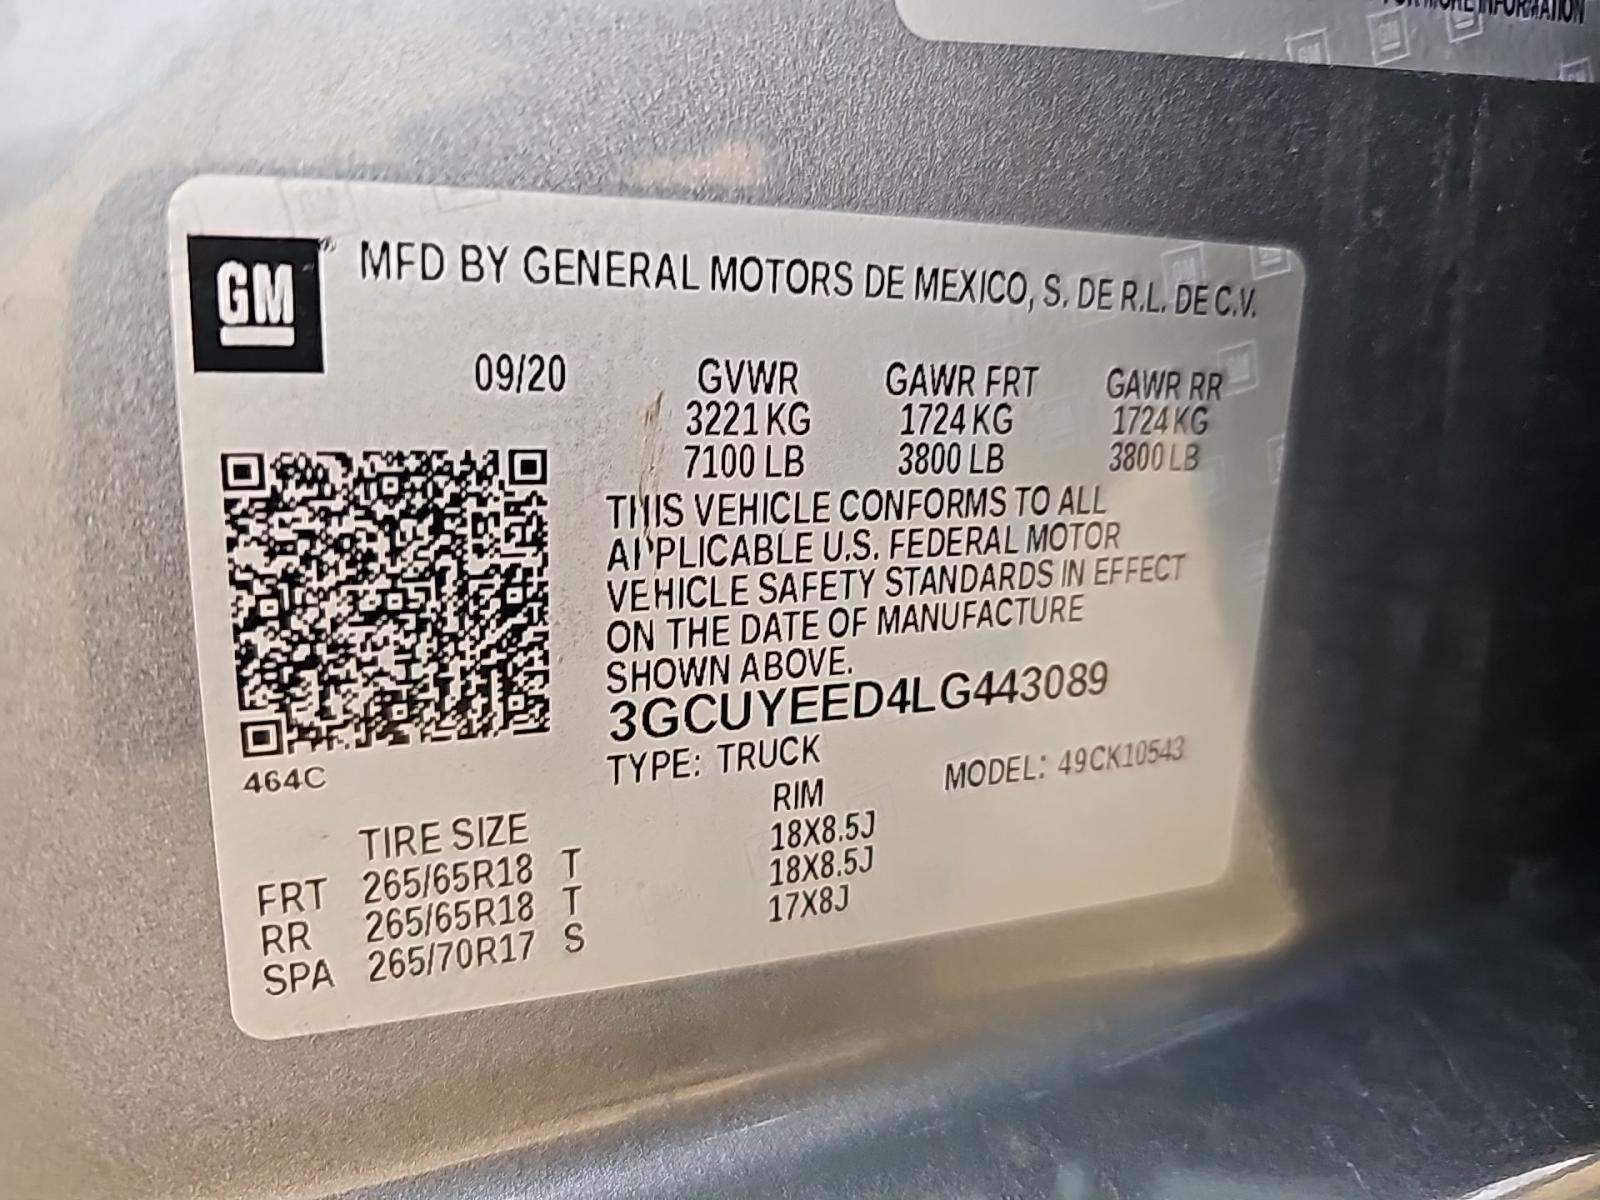 FOR MORE INFORMATION
GM
MFD BY GENERAL MOTORS DE MEXICO, S. DE R.L. DE C.V.
09/20 GVWR GAWR FRT GAWR RR
3221 KG 1724 KG 1724 KG
7100 LB 3800 LB 3800 LB
THIS VEHICLE CONFORMS TO ALL
APPLICABLE U.S. FEDERAL MOTOR
VEHICLE SAFETY STANDARDS IN EFFECT
ON THE DATE OF MANUFACTURE
SHOWN ABOVE.
3GCUYEED4LG443089
464C
TYPE: TRUCK MODEL: 49CK10543
TIRE SIZE RIM
FRT 265/65R18 T 18X8.5J
RR 265/65R18 T 18X8.5J
SPA 265/70R17 S 17X8J